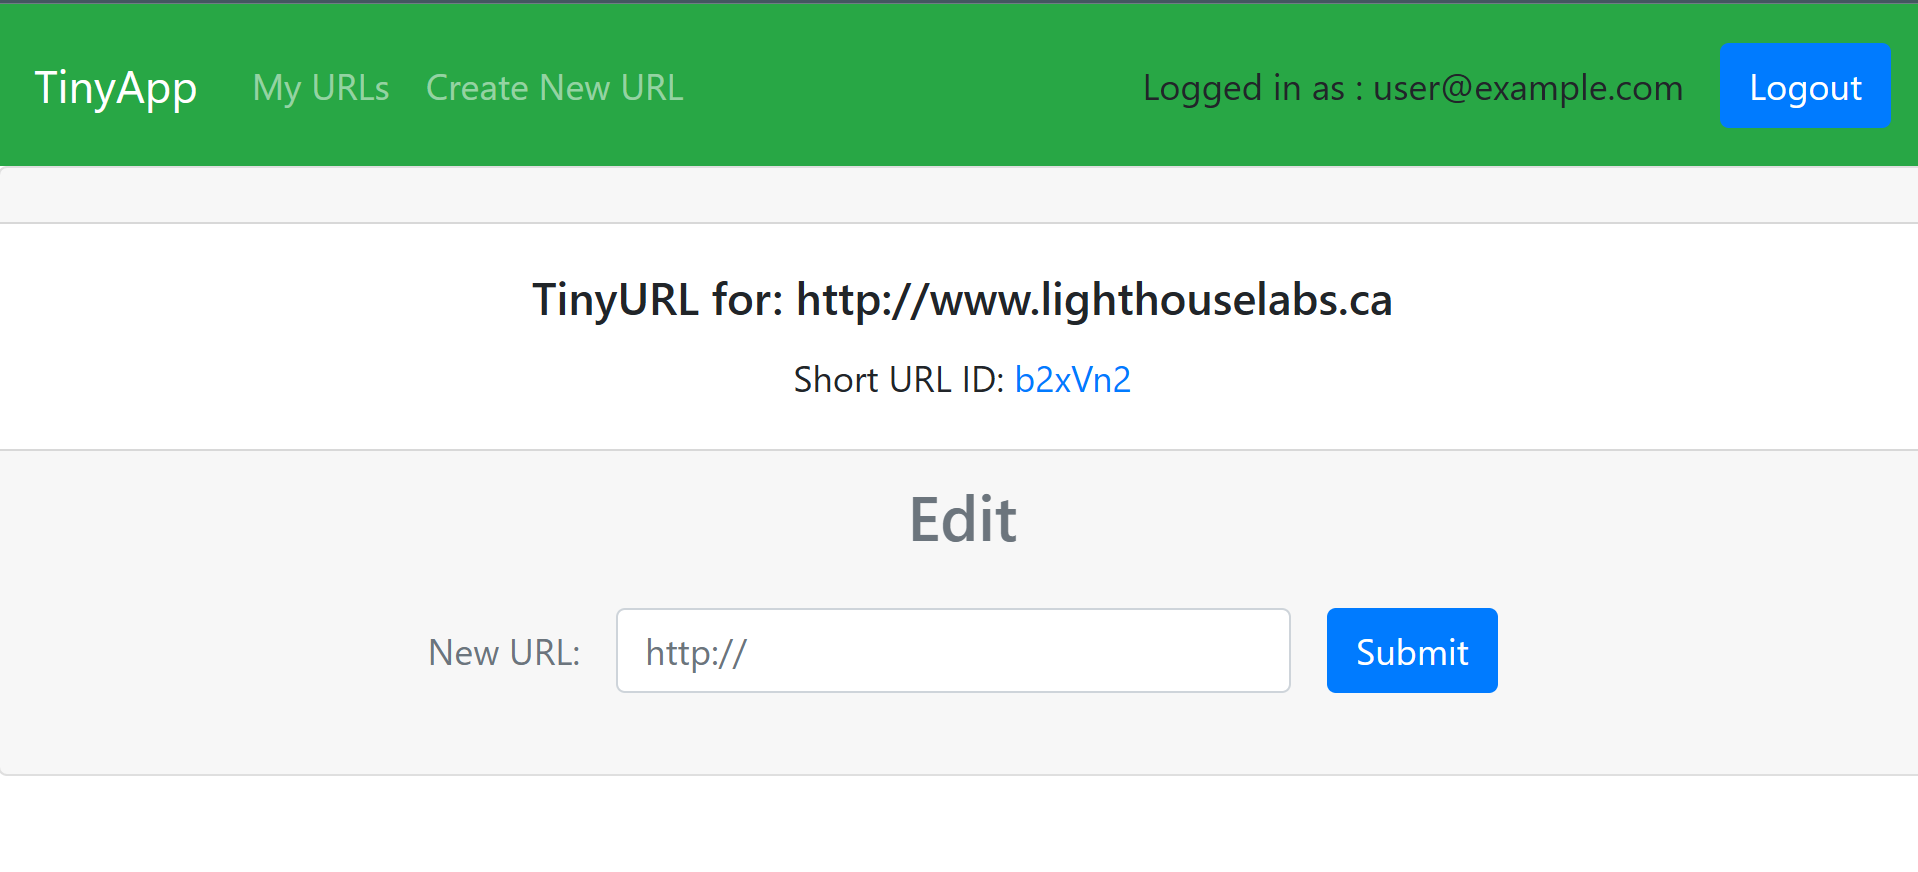 TinyApp My URLs Create New URL Logged in as : user@example.com Logout
TinyURL for: http://www.lighthouselabs.ca
Short URL ID: b2xVn2
Edit
New URL: http:// Submit